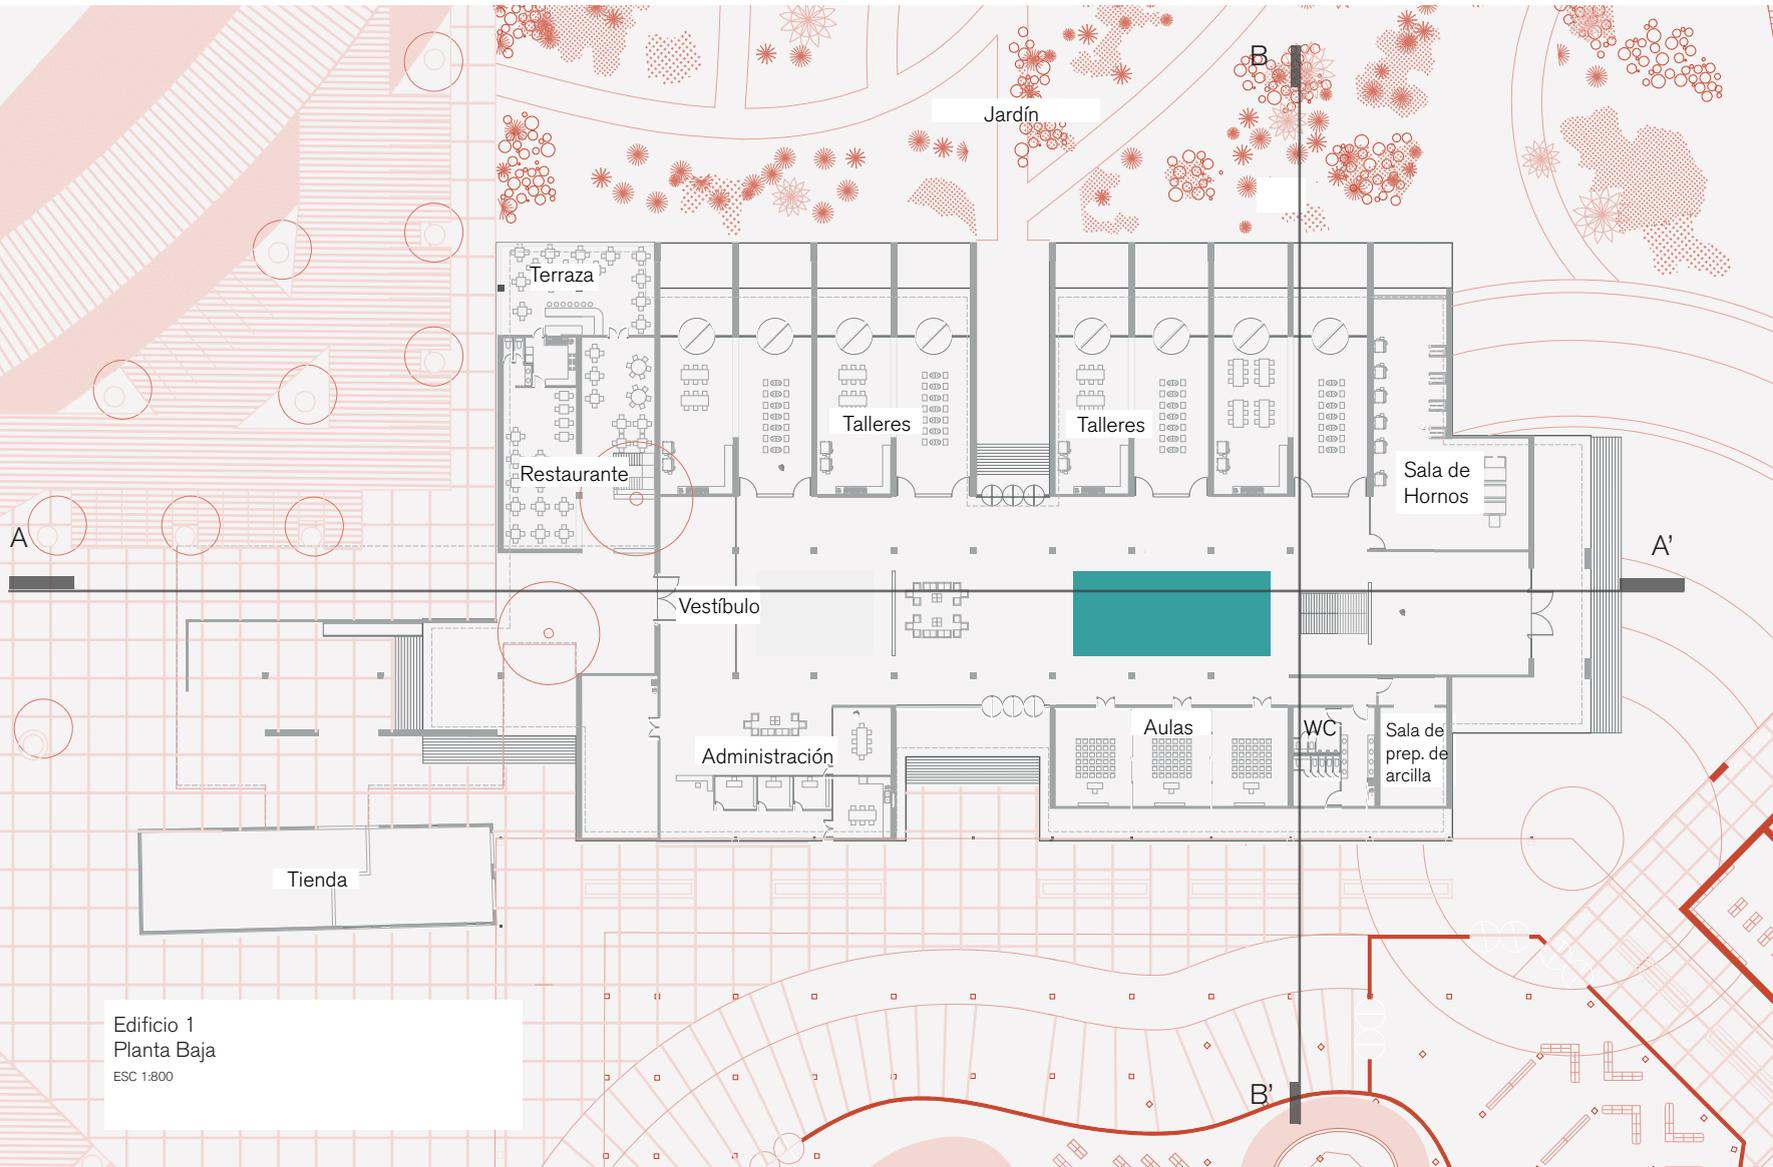 B
Jardín
Terraza
Talleres
Talleres
Restaurante
Sala de
Hornos
A
A’
Vestíbulo
Administración
Aulas
WC
Sala de
prep. de
arcilla
Tienda
Edificio 1
Planta Baja
ESC 1:800
B’